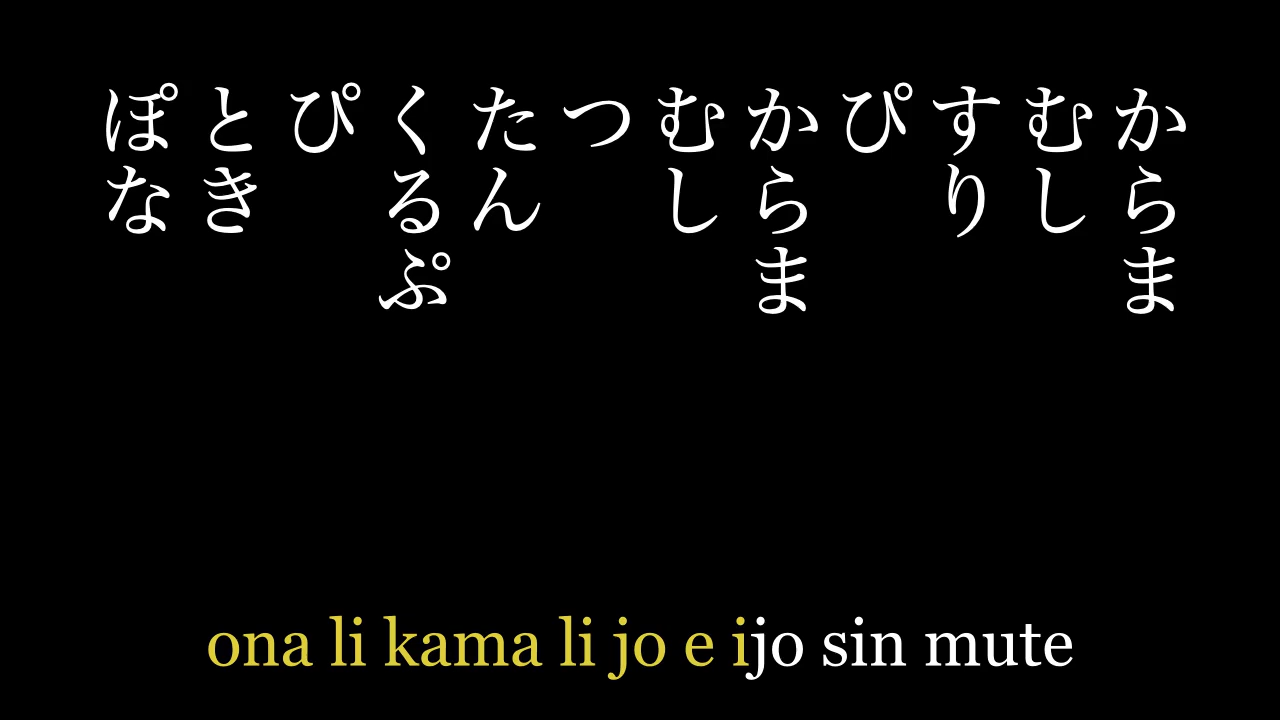 からま
むし
すり
ぴ
からま
むし
つ
たん
くるぷ
ぴ
とき
ぽな
ona li kama li jo e ijo sin mute